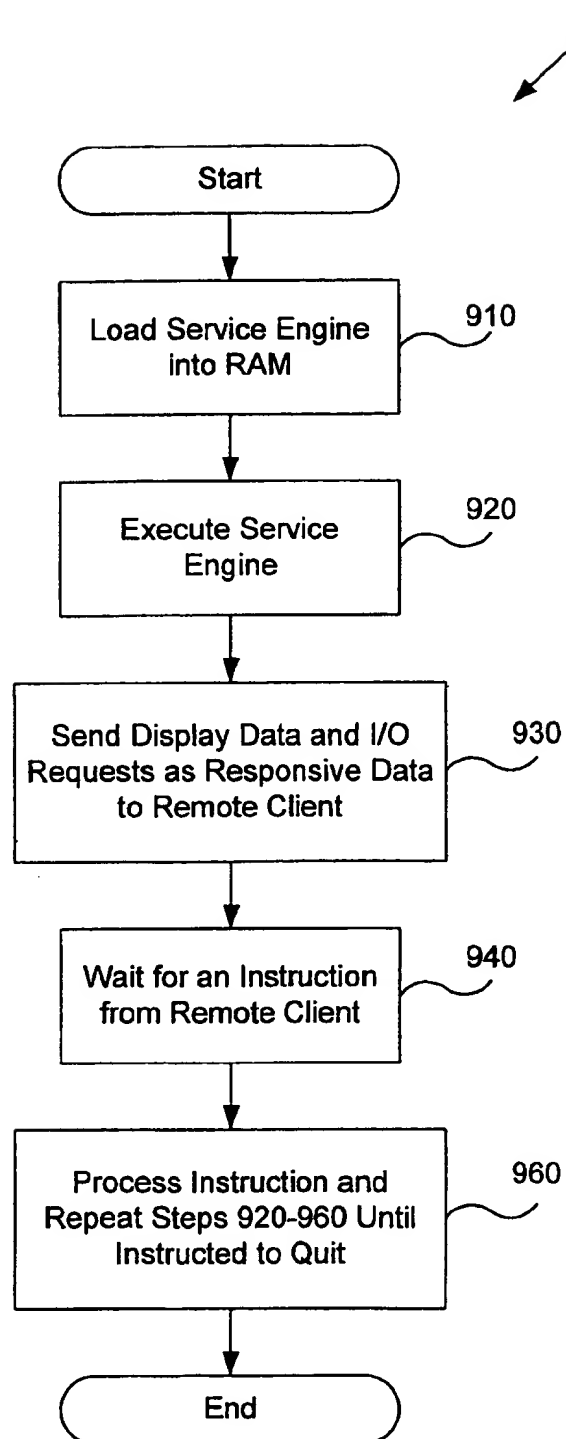 Start
Load Service Engine
into RAM
910
Execute Service
Engine
920
Send Display Data and I/O
Requests as Responsive Data
to Remote Client
930
Wait for an Instruction
from Remote Client
940
Process Instruction and
Repeat Steps 920-960 Until
Instructed to Quit
960
End